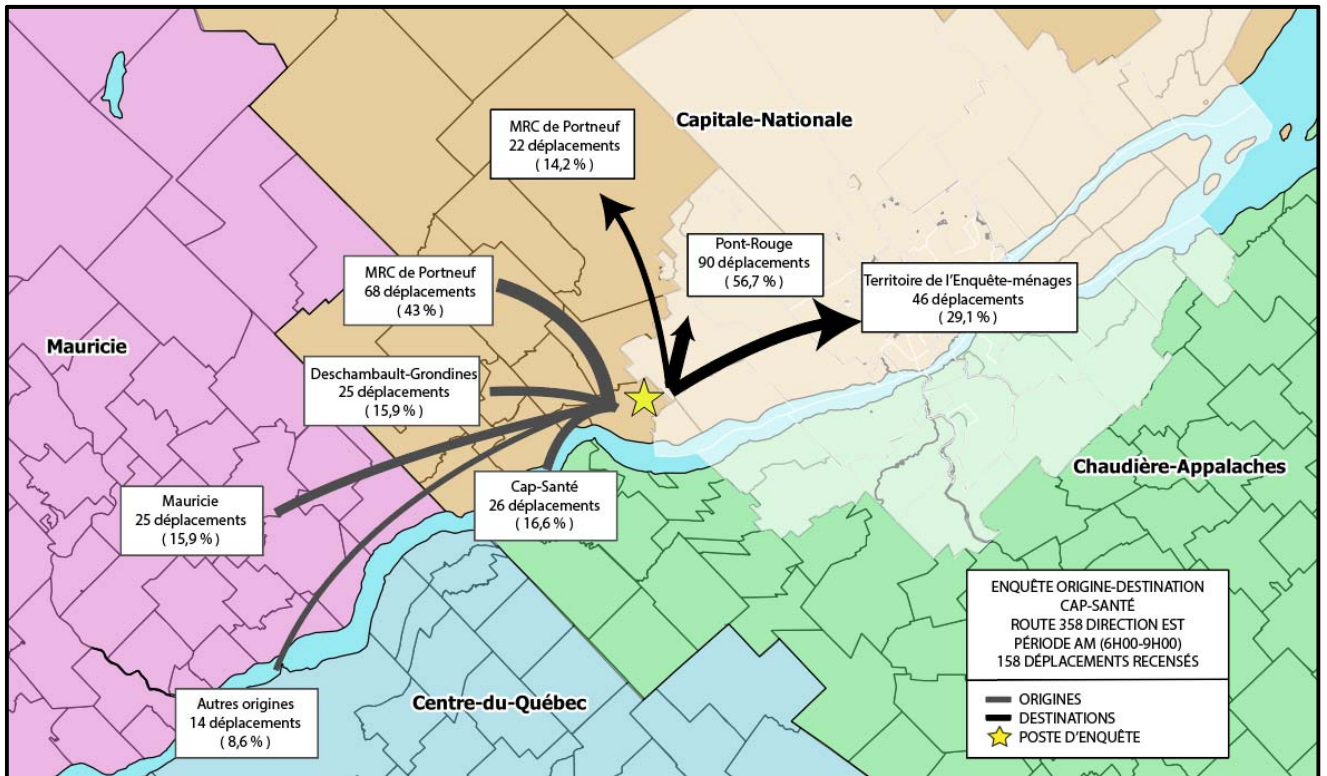 MRC de Portneuf
22 déplacements
( 14,2 % )
Capitale-Nationale
Pont-Rouge
90 déplacements
( 56,7 % )
MRC de Portneuf
68 déplacements
( 43 % )
Territoire de l'Enquête-ménages
46 déplacements
( 29,1 % )
Mauricie
Deschambault-Grondines
25 déplacements
( 15,9 % )
Chaudière-Appalaches
Mauricie
25 déplacements
( 15,9 % )
Cap-Santé
26 déplacements
( 16,6 % )
Autres origines
14 déplacements
( 8,6 % )
Centre-du-Québec
ENQUÊTE ORIGINE-DESTINATION
CAP-SANTÉ
ROUTE 358 DIRECTION EST
PÉRIODE AM (6H00-9H00)
158 DÉPLACEMENTS RECENSÉS
ORIGINES
DESTINATIONS
POSTE D'ENQUÊTE